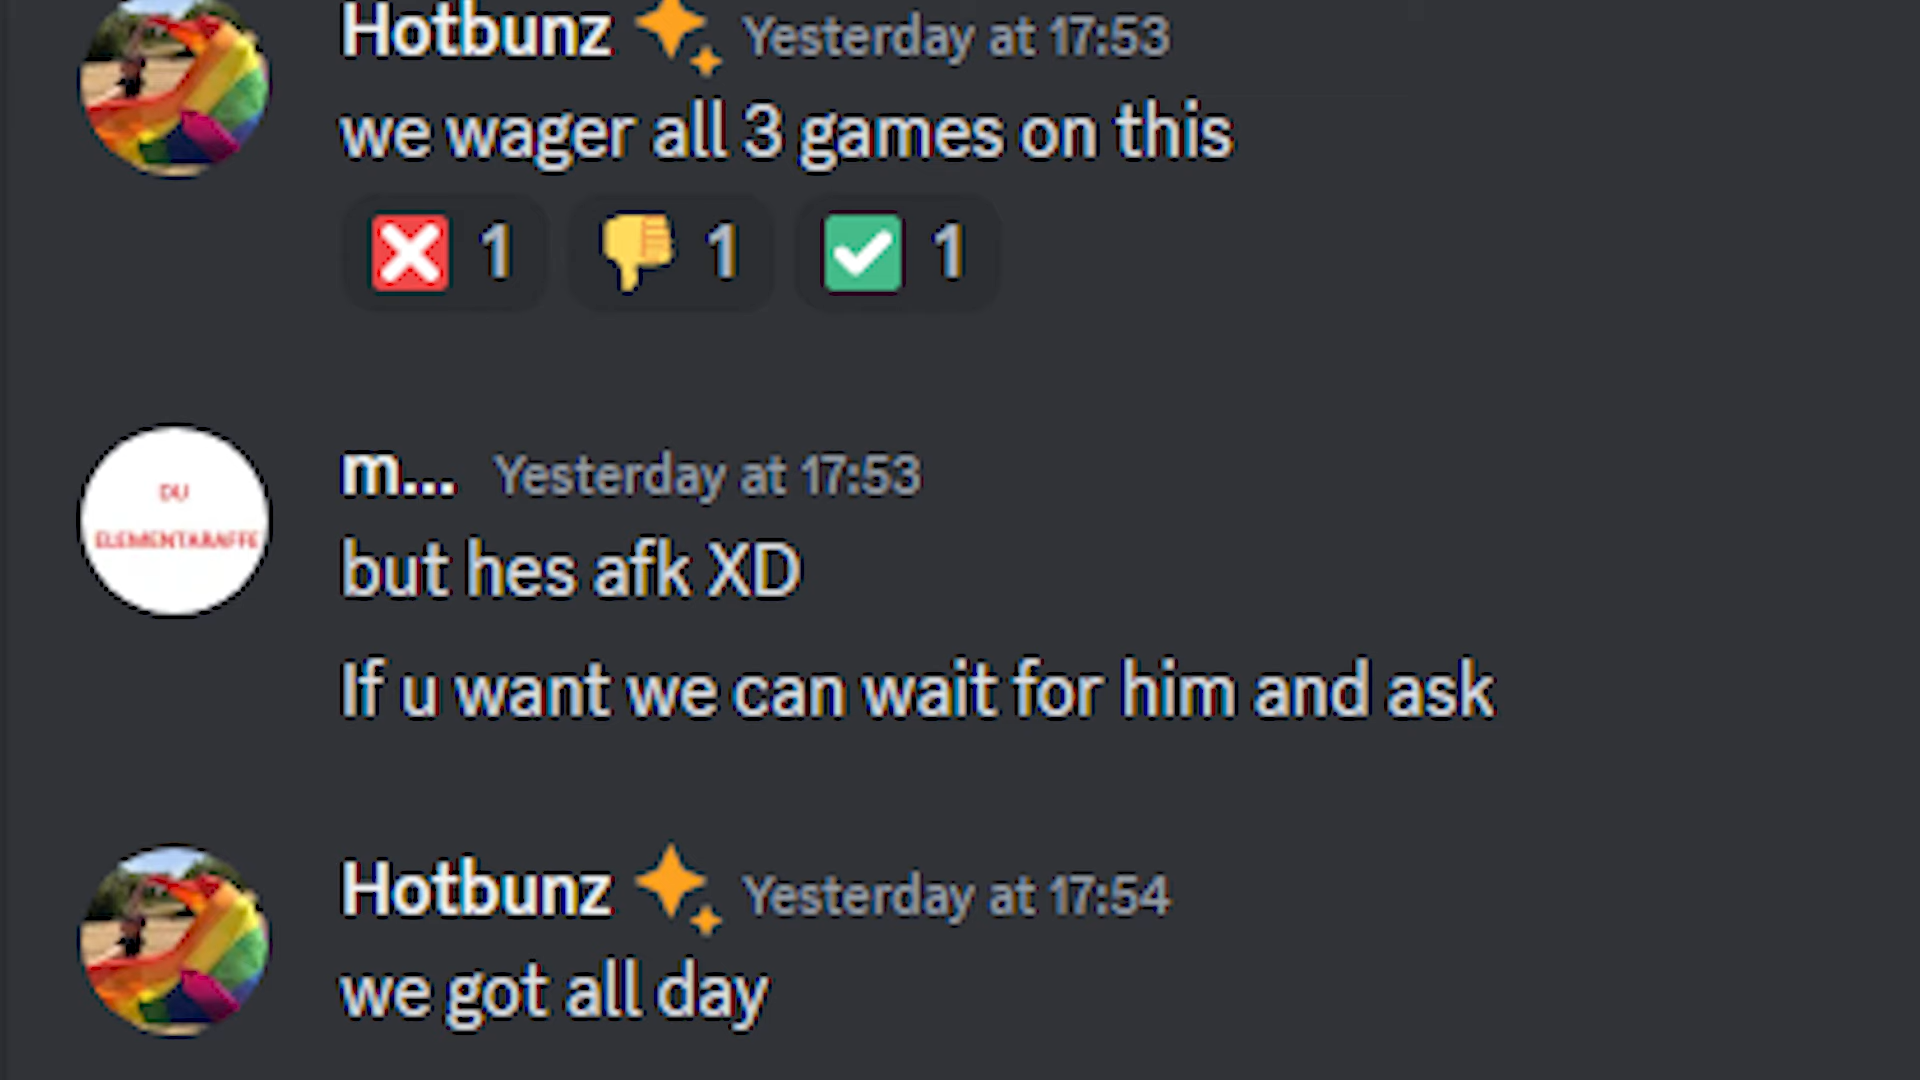 Hotbunz Yesterday at 17:53
we wager all 3 games on this
1 1 1
m... Yesterday at 17:53
DU
ELEMENTARAFFE
but hes afk XD
If u want we can wait for him and ask
Hotbunz Yesterday at 17:54
we got all day